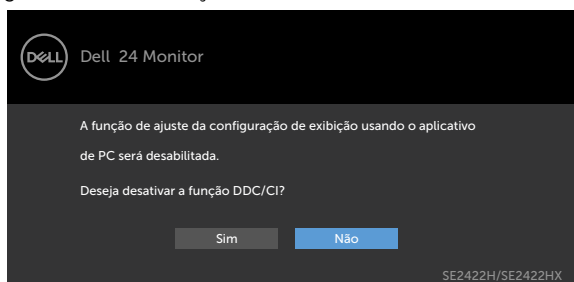 DELL
Dell 24 Monitor
A função de ajuste da configuração de exibição usando o aplicativo
de PC será desabilitada.
Deseja desativar a função DDC/CI?
Sim
Não
SE2422H/SE2422HX